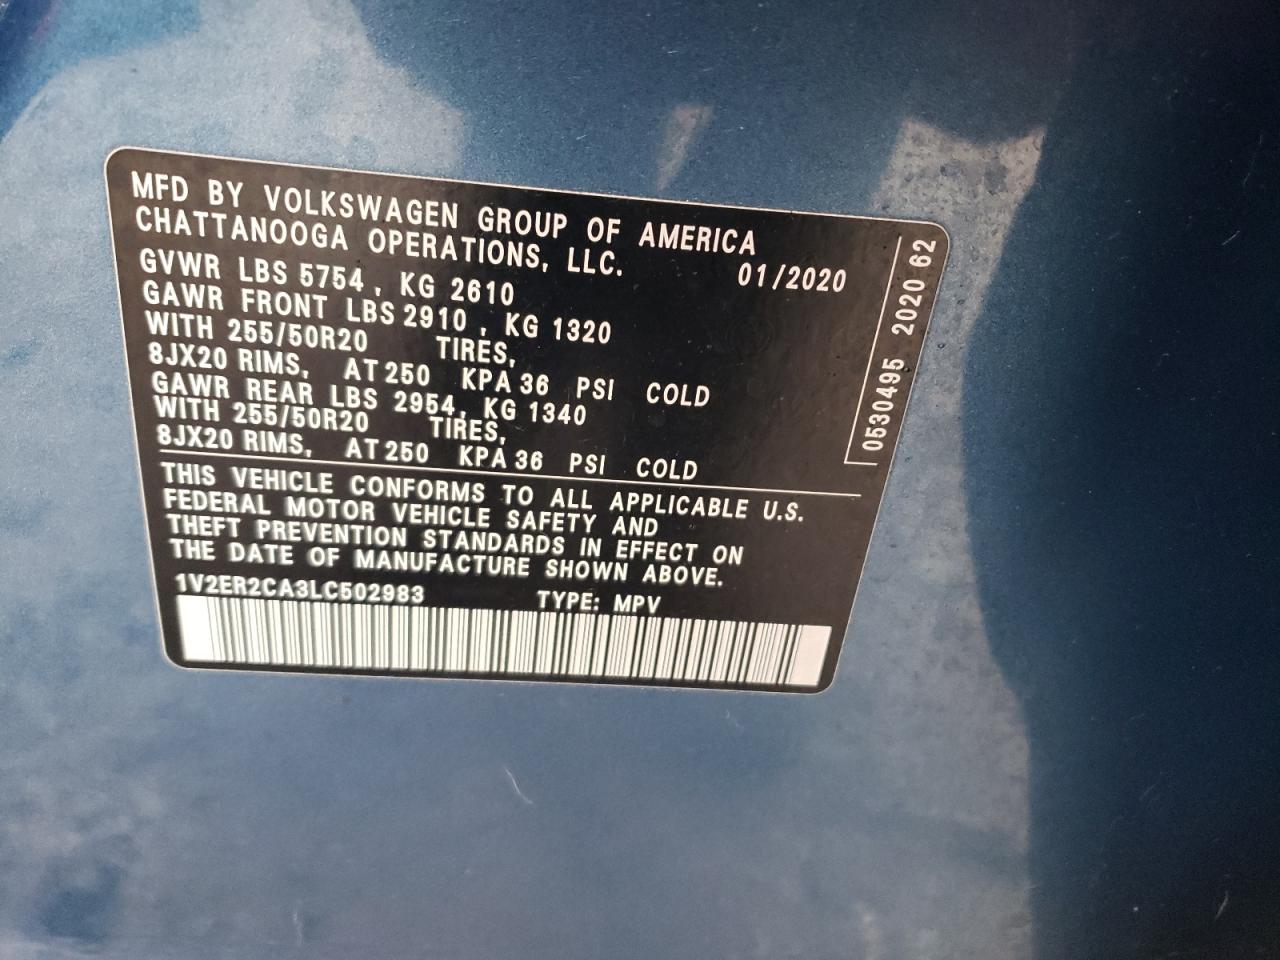 MFD BY VOLKSWAGEN GROUP OF AMERICA
CHATTANOOGA OPERATIONS, LLC. 01/2020
GVWR LBS 5754, KG 2610
GAWR FRONT LBS 2910, KG 1320
WITH 255/50R20 TIRES,
8JX20 RIMS, AT 250 KPA 36 PSI COLD
GAWR REAR LBS 2954, KG 1340
WITH 255/50R20 TIRES,
8JX20 RIMS, AT 250 KPA 36 PSI COLD
THIS VEHICLE CONFORMS TO ALL APPLICABLE U.S.
FEDERAL MOTOR VEHICLE SAFETY AND
THEFT PREVENTION STANDARDS IN EFFECT ON
THE DATE OF MANUFACTURE SHOWN ABOVE.
1V2ER2CA3LC502983 TYPE: MPV
0530495 2020 62